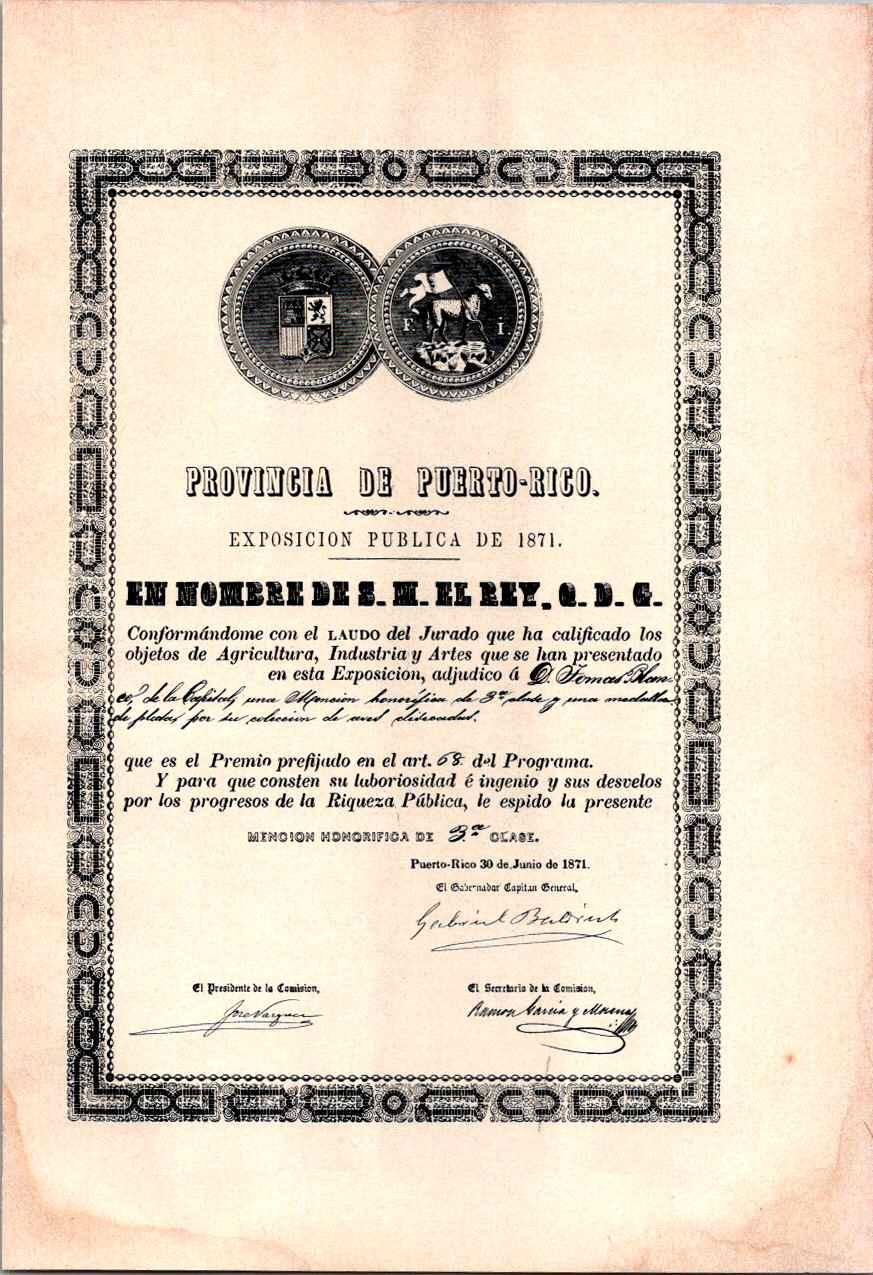 F. I.
PROVINCIA DE PUERTO-RICO.
EXPOSICION PUBLICA DE 1871.
EN NOMBRE DE S. M. EL REY, Q. D. G.
Conformándome con el LAUDO del Jurado que ha calificado los
objetos de Agricultura, Industria y Artes que se han presentado
en esta Exposicion, adjudico á D. Tomas Blan-
co, de la Capital, una Mencion honorifica de 3ª clase y una medalla
de plata, por su coleccion de aves disecadas.
que es el Premio prefijado en el art. 68 del Programa.
Y para que consten su laboriosidad é ingenio y sus desvelos
por los progresos de la Riqueza Pública, le espido la presente
MENCION HONORIFICA DE 3.ª CLASE.
Puerto-Rico 30 de Junio de 1871.
El Gobernador Capitan General,
Gabriel Baldrich
El Presidente de la Comision,
El Secretario de la Comision,
José Vazquez
Ramon Garcia y Moreno